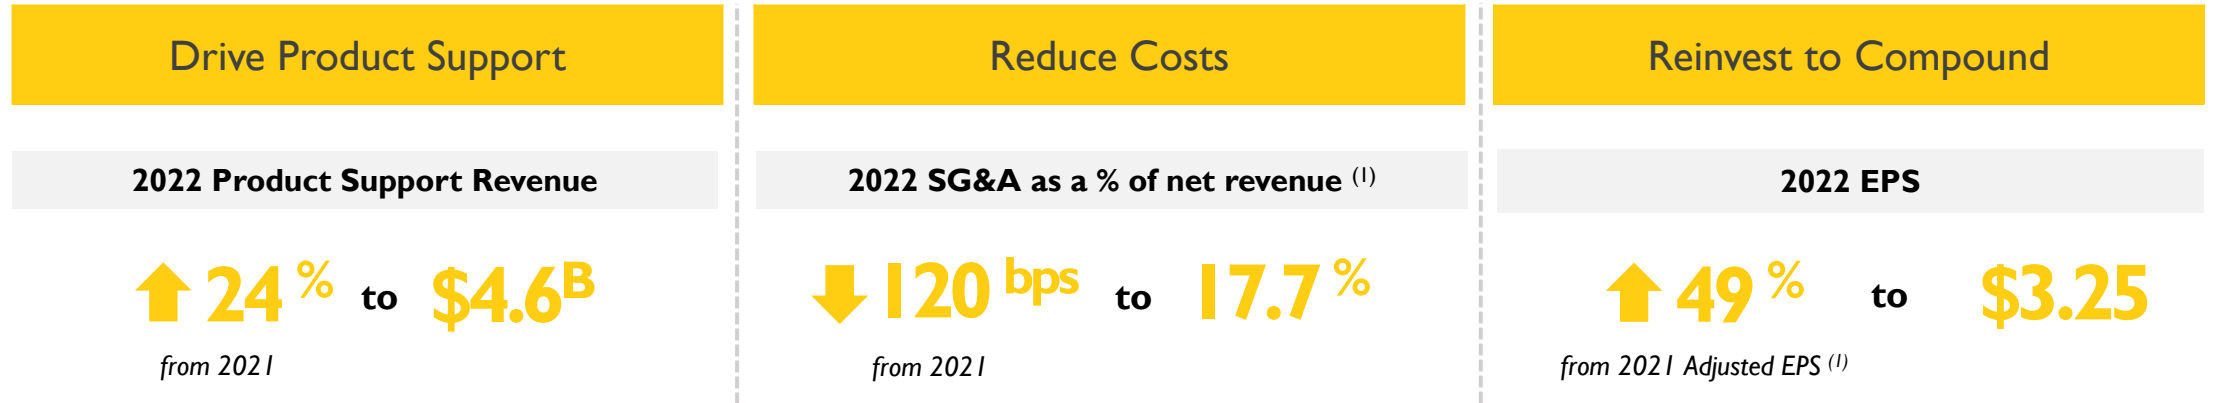 Drive Product Support
2022 Product Support Revenue
24 % to $4.6B
from 2021
Reduce Costs
2022 SG&A as a % of net revenue (1)
120 bps to 17.7 %
from 2021
Reinvest to Compound
2022 EPS
49 % to $3.25
from 2021 Adjusted EPS (1)